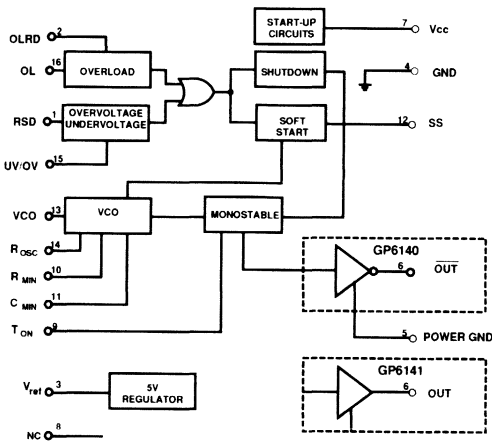 START-UP
CIRCUITS
7 Vcc
OLRD 2
OL 16 OVERLOAD
SHUTDOWN
4 GND
RSD 1 OVERVOLTAGE
UNDERVOLTAGE
SOFT
START
12 SS
UV/OV 15
VCO 13 VCO
MONOSTABLE
ROSC 14
RMIN 10
CMIN 11
TON 9
GP6140
6 OUT
5 POWER GND
Vref 3
5V
REGULATOR
GP6141
6 OUT
NC 8